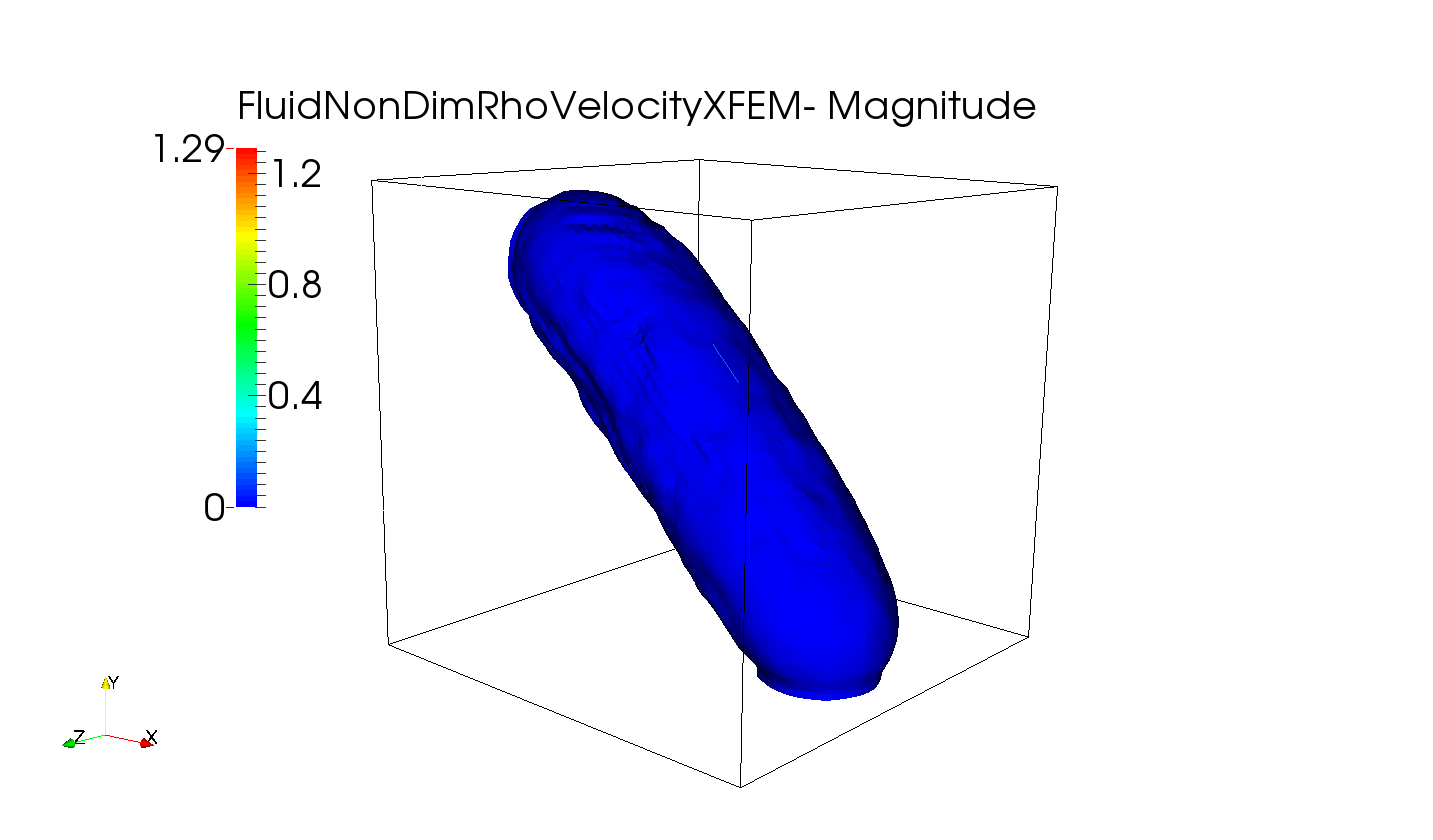 FluidNonDimRhoVelocityXFEM- Magnitude
1.29
1.2
0.8
0.4
0
Y
Z
X